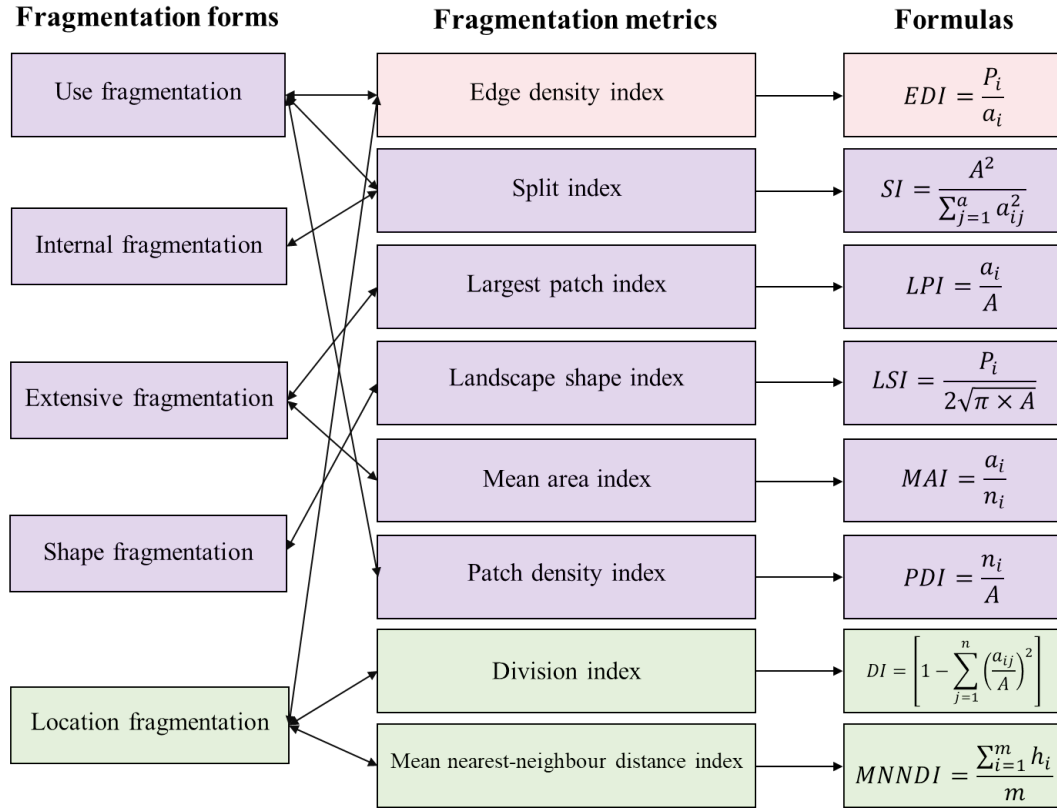 Fragmentation forms Fragmentation metrics Formulas
Use fragmentation
Internal fragmentation
Extensive fragmentation
Shape fragmentation
Location fragmentation
Edge density index
Split index
Largest patch index
Landscape shape index
Mean area index
Patch density index
Division index
Mean nearest-neighbour distance index
EDI = P_i / a_i
SI = A^2 / ∑_{j=1}^{a} a_{ij}^2
LPI = a_i / A
LSI = P_i / 2√(π × A)
MAI = a_i / n_i
PDI = n_i / A
DI = [1 − ∑_{j=1}^{n} (a_{ij} / A)^2]
MNNDI = ∑_{i=1}^{m} h_i / m